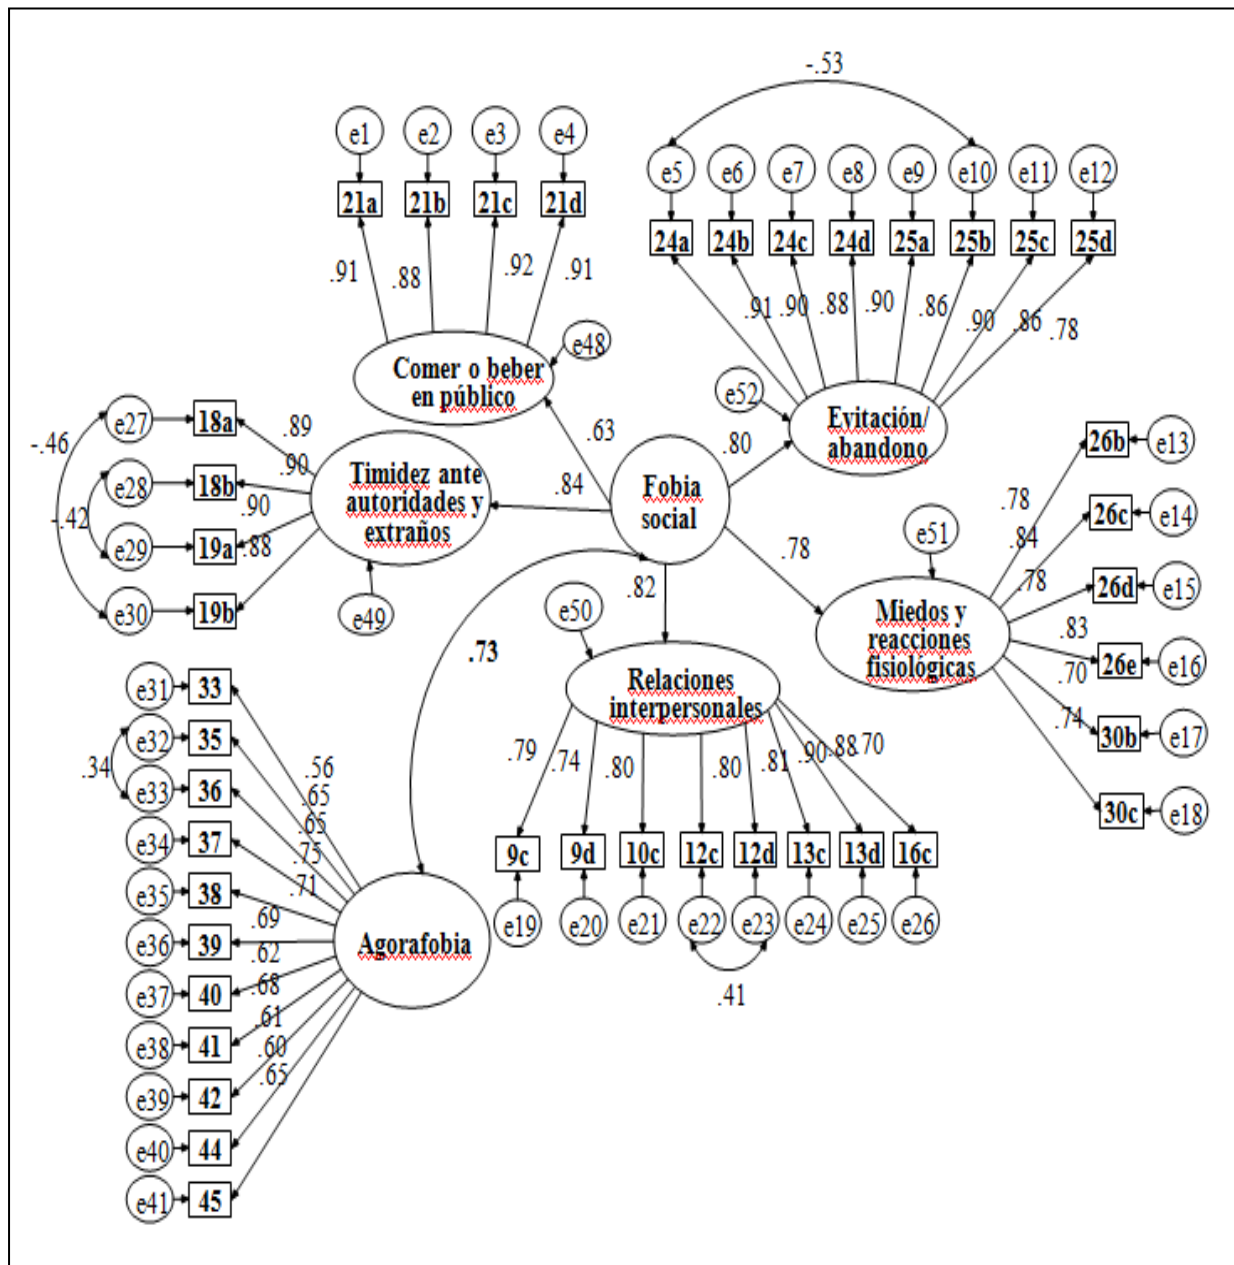 -.53
e1 e2 e3 e4
e5 e6 e7 e8 e9 e10 e11 e12
21a 21b 21c 21d
24a 24b 24c 24d 25a 25b 25c 25d
.91 .88 .92 .91
.91 .90 .88 .90 .86 .90 .86 .78
e48
Comer o beber
en público
e52
Evitación/
abandono
.63
.80
e27 18a .89
-.46
e28 18b .90
-.42
e29 19a .90
e30 19b .88
Timidez ante
autoridades y
extraños
e49
.84
Fobia
social
.78
.82
.73
e51
Miedos y
reacciones
fisiológicas
.78 26b e13
.84 26c e14
.78 26d e15
.83 26e e16
.70 30b e17
.74 30c e18
e50
Relaciones
interpersonales
.79 .74 .80 .80 .81 .90 .88 .70
9c 9d 10c 12c 12d 13c 13d 16c
e19 e20 e21 e22 e23 e24 e25 e26
.41
Agorafobia
e31 33 .56
e32 35 .65
.34
e33 36 .65
e34 37 .75
e35 38 .71
e36 39 .69
e37 40 .62
e38 41 .68
e39 42 .61
e40 44 .60
e41 45 .65